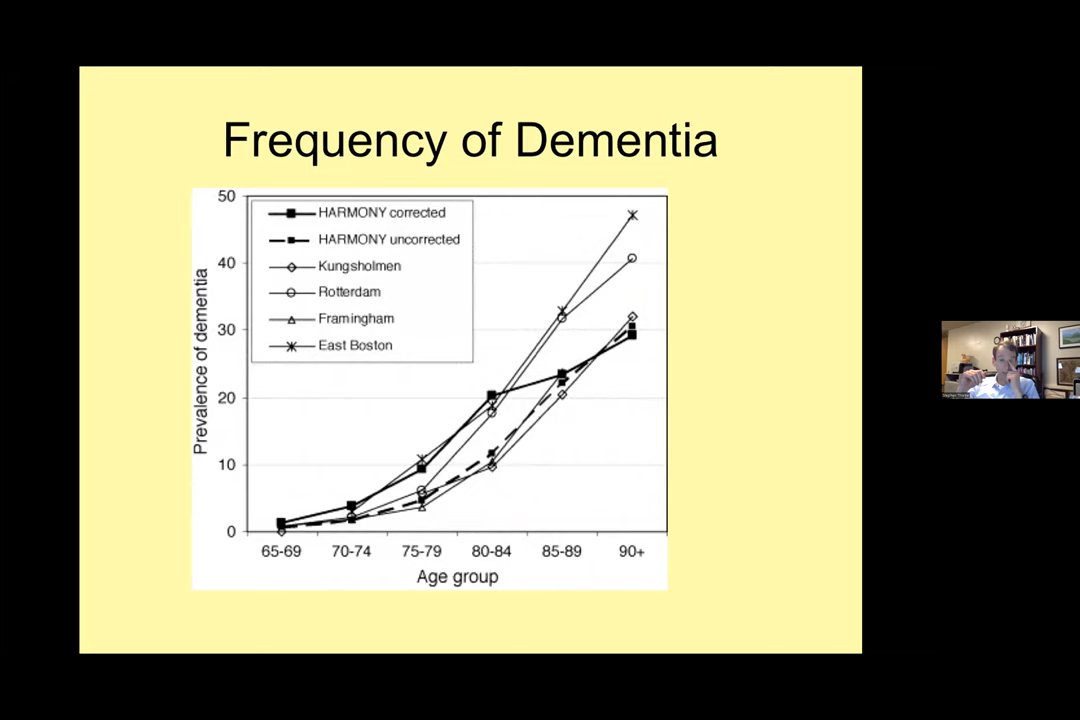 Frequency of Dementia
Prevalence of dementia
50
40
30
20
10
0
HARMONY corrected
HARMONY uncorrected
Kungsholmen
Rotterdam
Framingham
East Boston
65-69 70-74 75-79 80-84 85-89 90+
Age group